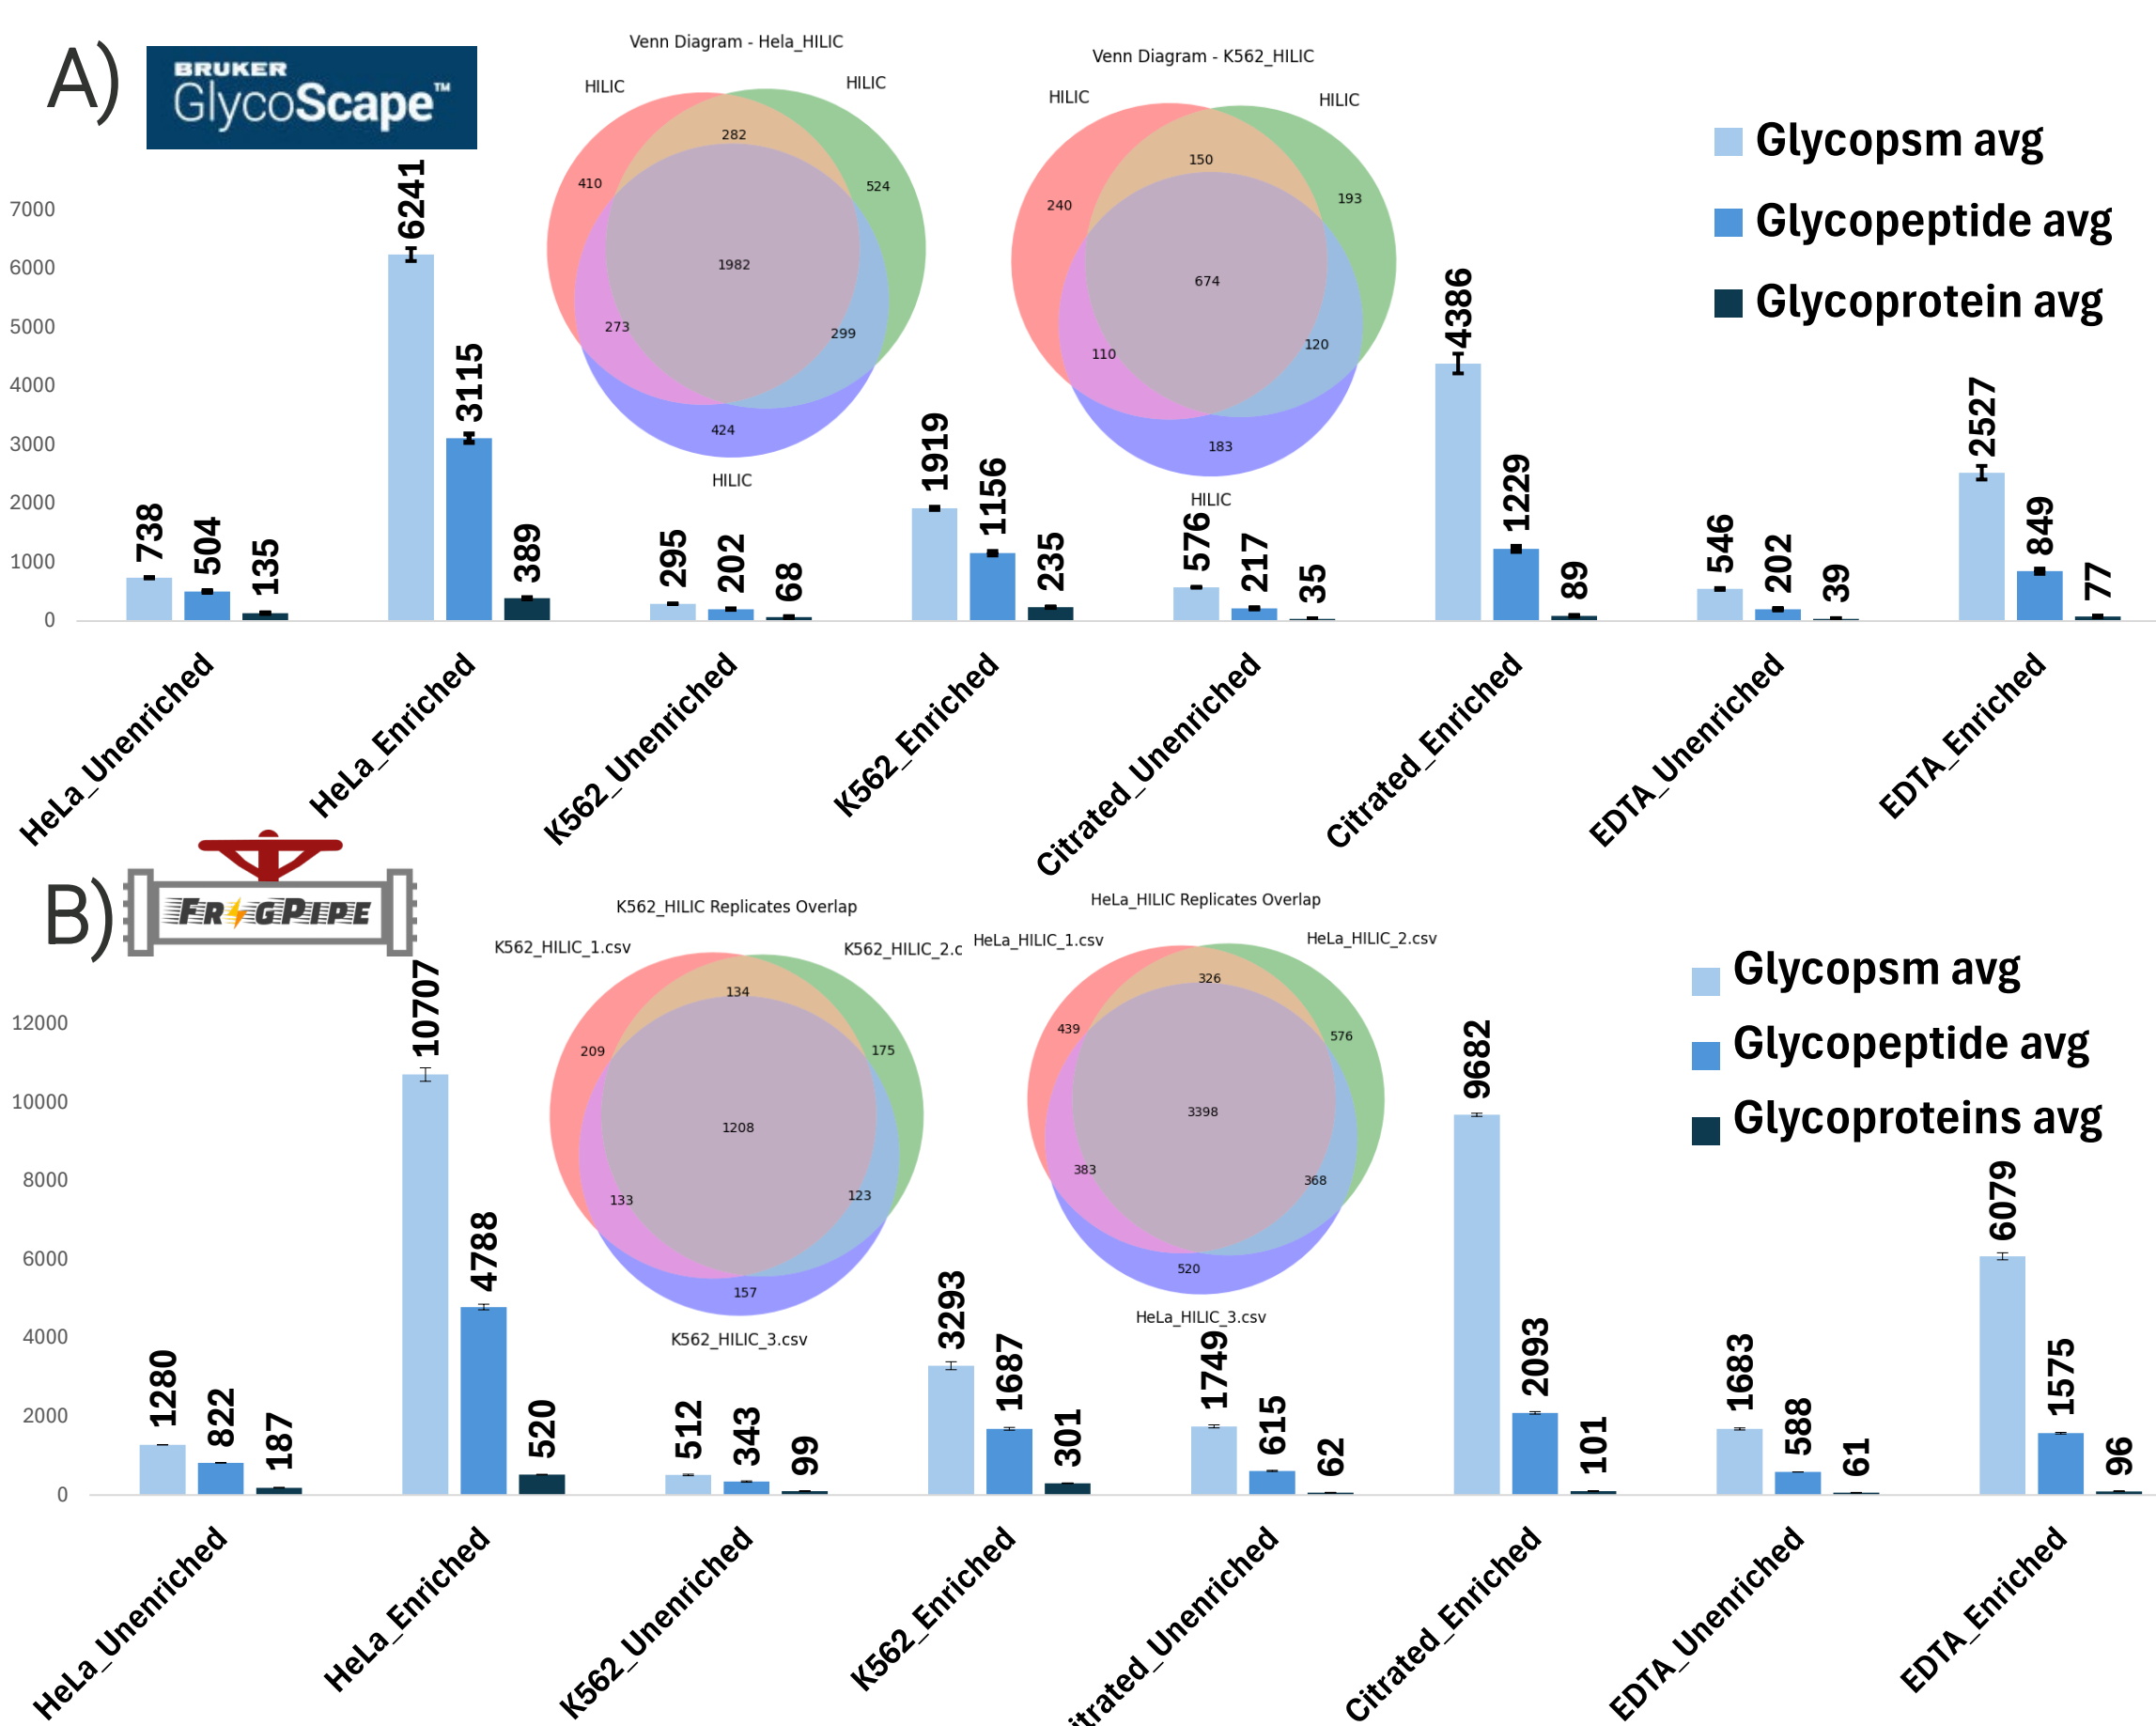 A)
BRUKER
GlycoScape™
Venn Diagram - Hela_HILIC
HILIC
HILIC
282
410
524
1982
273
299
424
HILIC
Venn Diagram - K562_HILIC
HILIC
HILIC
150
240
193
674
110
120
183
HILIC
Glycopsm avg
Glycopeptide avg
Glycoprotein avg
7000
6000
5000
4000
3000
2000
1000
0
738
504
135
6241
3115
389
295
202
68
1919
1156
235
576
217
35
4386
1229
89
546
202
39
2527
849
77
HeLa_Unenriched
HeLa_Enriched
K562_Unenriched
K562_Enriched
Citrated_Unenriched
Citrated_Enriched
EDTA_Unenriched
EDTA_Enriched
B)
FRAGPIPE
K562_HILIC Replicates Overlap
K562_HILIC_1.csv
K562_HILIC_2.c
134
209
175
1208
133
123
157
K562_HILIC_3.csv
HeLa_HILIC Replicates Overlap
HeLa_HILIC_1.csv
HeLa_HILIC_2.csv
326
439
576
3398
383
368
520
HeLa_HILIC_3.csv
Glycopsm avg
Glycopeptide avg
Glycoproteins avg
12000
10000
8000
6000
4000
2000
0
1280
822
187
10707
4788
520
512
343
99
3293
1687
301
1749
615
62
9682
2093
101
1683
588
61
6079
1575
96
HeLa_Unenriched
HeLa_Enriched
K562_Unenriched
K562_Enriched
itrated_Unenriched
Citrated_Enriched
EDTA_Unenriched
EDTA_Enriched